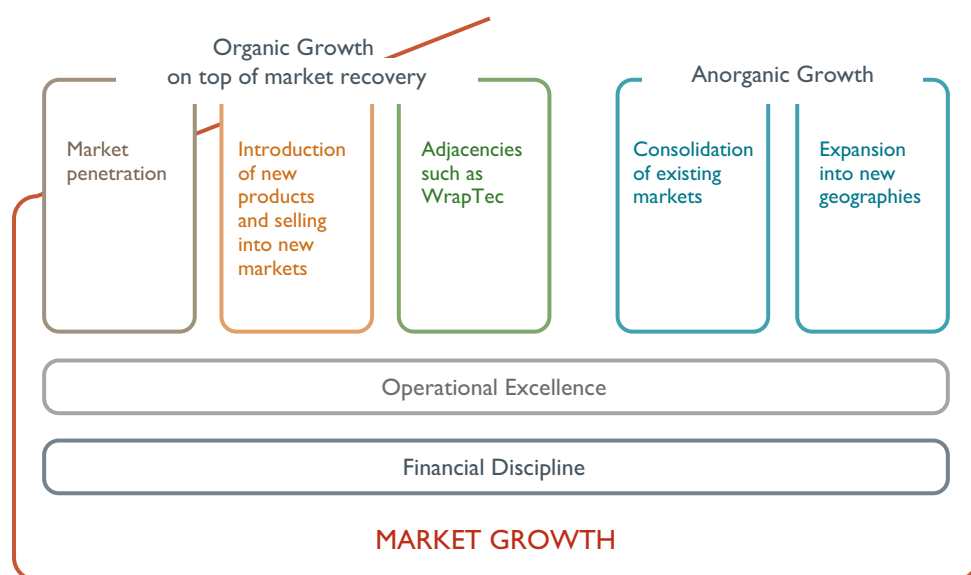 Organic Growth
on top of market recovery
Anorganic Growth
Market
penetration
Introduction
of new
products
and selling
into new
markets
Adjacencies
such as
WrapTec
Consolidation
of existing
markets
Expansion
into new
geographies
Operational Excellence
Financial Discipline
MARKET GROWTH